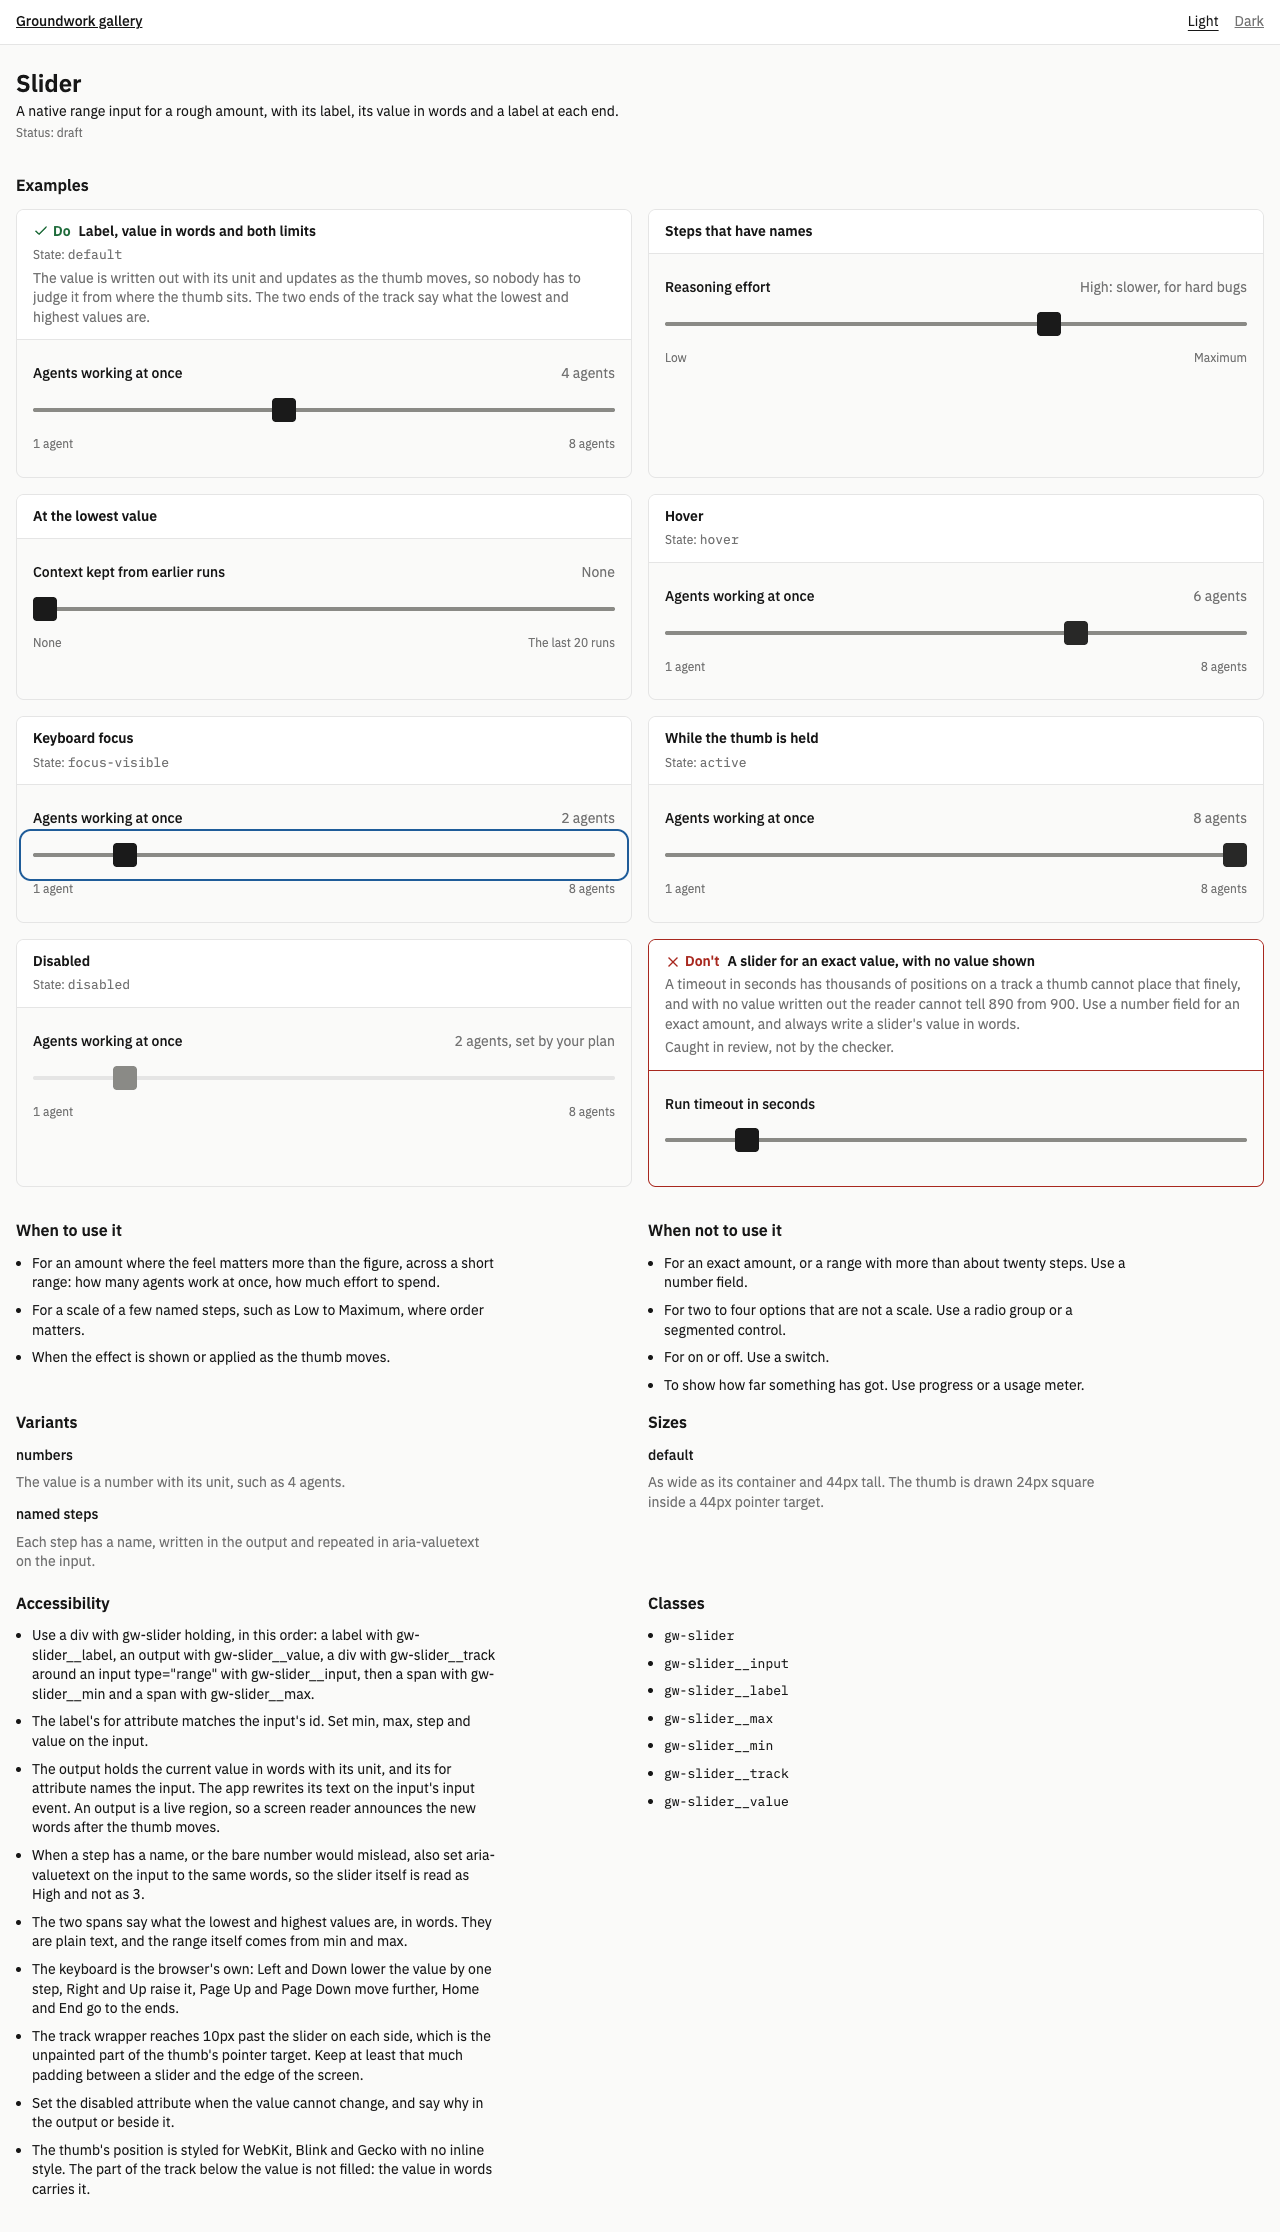 Groundwork gallery
Light Dark
Slider
A native range input for a rough amount, with its label, its value in words and a label at each end.
Status: draft
Examples
Do Label, value in words and both limits
State: default
The value is written out with its unit and updates as the thumb moves, so nobody has to
judge it from where the thumb sits. The two ends of the track say what the lowest and
highest values are.
Agents working at once 4 agents
1 agent 8 agents
Steps that have names
Reasoning effort High: slower, for hard bugs
Low Maximum
At the lowest value
Context kept from earlier runs None
None The last 20 runs
Hover
State: hover
Agents working at once 6 agents
1 agent 8 agents
Keyboard focus
State: focus-visible
Agents working at once 2 agents
1 agent 8 agents
While the thumb is held
State: active
Agents working at once 8 agents
1 agent 8 agents
Disabled
State: disabled
Agents working at once 2 agents, set by your plan
1 agent 8 agents
Don't A slider for an exact value, with no value shown
A timeout in seconds has thousands of positions on a track a thumb cannot place that finely,
and with no value written out the reader cannot tell 890 from 900. Use a number field for an
exact amount, and always write a slider's value in words.
Caught in review, not by the checker.
Run timeout in seconds
When to use it
For an amount where the feel matters more than the figure, across a short
range: how many agents work at once, how much effort to spend.
For a scale of a few named steps, such as Low to Maximum, where order
matters.
When the effect is shown or applied as the thumb moves.
When not to use it
For an exact amount, or a range with more than about twenty steps. Use a
number field.
For two to four options that are not a scale. Use a radio group or a
segmented control.
For on or off. Use a switch.
To show how far something has got. Use progress or a usage meter.
Variants
numbers
The value is a number with its unit, such as 4 agents.
named steps
Each step has a name, written in the output and repeated in aria-valuetext
on the input.
Sizes
default
As wide as its container and 44px tall. The thumb is drawn 24px square
inside a 44px pointer target.
Accessibility
Use a div with gw-slider holding, in this order: a label with gw-
slider__label, an output with gw-slider__value, a div with gw-slider__track
around an input type="range" with gw-slider__input, then a span with gw-
slider__min and a span with gw-slider__max.
The label's for attribute matches the input's id. Set min, max, step and
value on the input.
The output holds the current value in words with its unit, and its for
attribute names the input. The app rewrites its text on the input's input
event. An output is a live region, so a screen reader announces the new
words after the thumb moves.
When a step has a name, or the bare number would mislead, also set aria-
valuetext on the input to the same words, so the slider itself is read as
High and not as 3.
The two spans say what the lowest and highest values are, in words. They
are plain text, and the range itself comes from min and max.
The keyboard is the browser's own: Left and Down lower the value by one
step, Right and Up raise it, Page Up and Page Down move further, Home
and End go to the ends.
The track wrapper reaches 10px past the slider on each side, which is the
unpainted part of the thumb's pointer target. Keep at least that much
padding between a slider and the edge of the screen.
Set the disabled attribute when the value cannot change, and say why in
the output or beside it.
The thumb's position is styled for WebKit, Blink and Gecko with no inline
style. The part of the track below the value is not filled: the value in words
carries it.
Classes
gw-slider
gw-slider__input
gw-slider__label
gw-slider__max
gw-slider__min
gw-slider__track
gw-slider__value